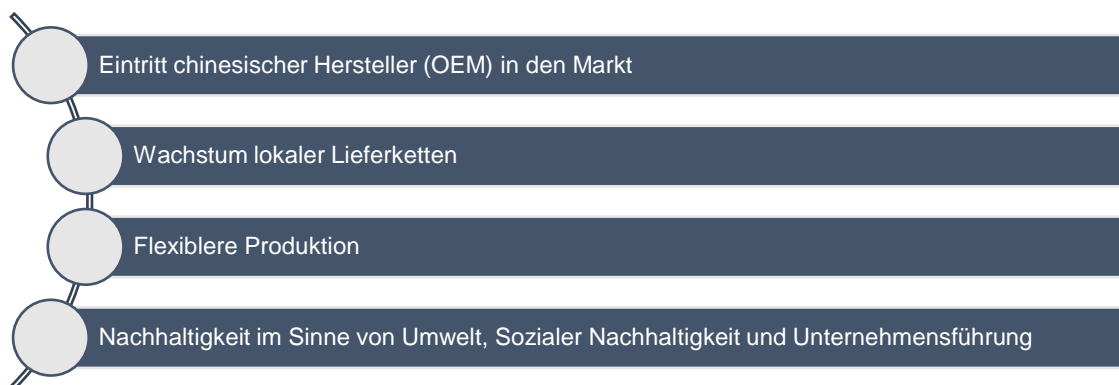 Eintritt chinesischer Hersteller (OEM) in den Markt
Wachstum lokaler Lieferketten
Flexiblere Produktion
Nachhaltigkeit im Sinne von Umwelt, Sozialer Nachhaltigkeit und Unternehmensführung